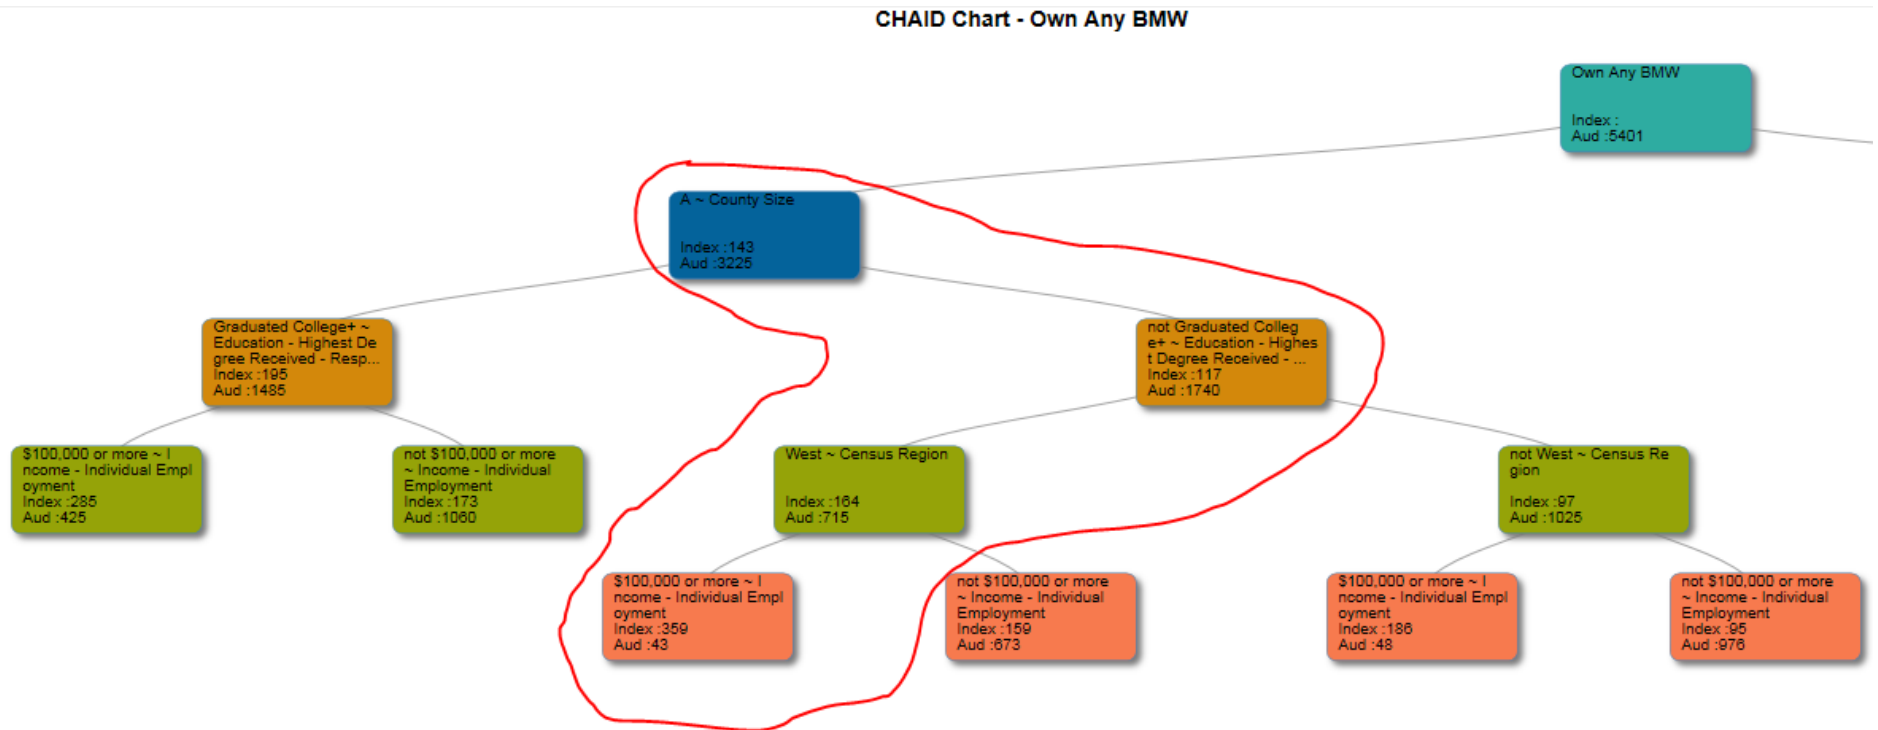 CHAID Chart - Own Any BMW
Own Any BMW
Index :
Aud :5401
A ~ County Size
Index :143
Aud :3225
Graduated College+ ~
Education - Highest De
gree Received - Resp...
Index :195
Aud :1485
not Graduated Colleg
e+ ~ Education - Highes
t Degree Received - ...
Index :117
Aud :1740
$100,000 or more ~ I
ncome - Individual Empl
oyment
Index :285
Aud :425
not $100,000 or more
~ Income - Individual
Employment
Index :173
Aud :1060
West ~ Census Region
Index :164
Aud :715
not West ~ Census Re
gion
Index :97
Aud :1025
$100,000 or more ~ I
ncome - Individual Empl
oyment
Index :359
Aud :43
not $100,000 or more
~ Income - Individual
Employment
Index :159
Aud :673
$100,000 or more ~ I
ncome - Individual Empl
oyment
Index :186
Aud :48
not $100,000 or more
~ Income - Individual
Employment
Index :95
Aud :976